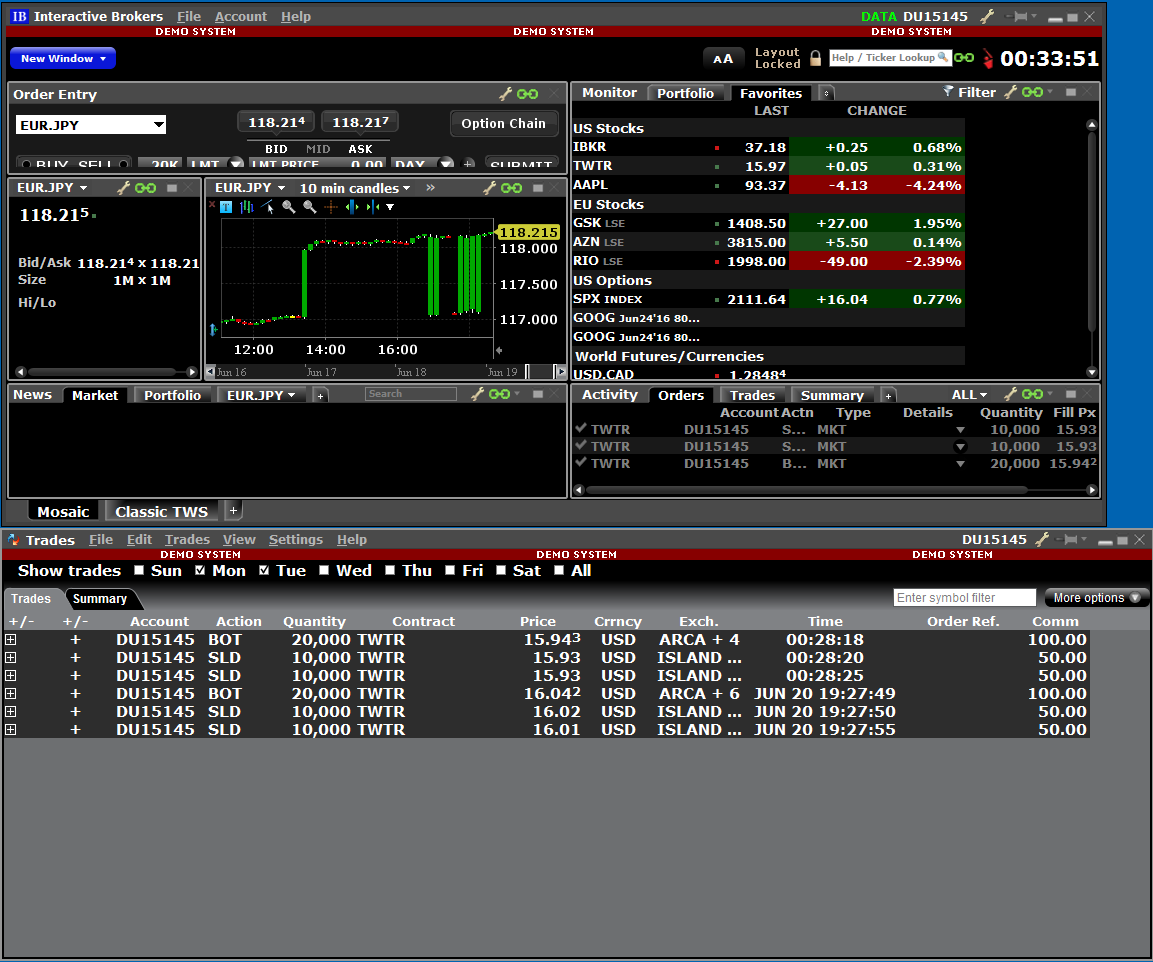 IB Interactive Brokers File Account Help DATA DU15145
DEMO SYSTEM DEMO SYSTEM DEMO SYSTEM
New Window AA Layout Locked Help / Ticker Lookup 00:33:51
Order Entry
EUR.JPY 118.214 118.217 Option Chain
BID MID ASK
BUY SELL 20K LMT LMT PRICE 0.00 DAY + SUBMIT
EUR.JPY
118.215
Bid/Ask 118.214 x 118.21
Size 1M x 1M
Hi/Lo
EUR.JPY 10 min candles »
118.215
118.000
117.500
117.000
12:00 14:00 16:00
Jun 16 Jun 17 Jun 18 Jun 19
Monitor Portfolio Favorites Filter
LAST CHANGE
US Stocks
IBKR 37.18 +0.25 0.68%
TWTR 15.97 +0.05 0.31%
AAPL 93.37 -4.13 -4.24%
EU Stocks
GSK LSE 1408.50 +27.00 1.95%
AZN LSE 3815.00 +5.50 0.14%
RIO LSE 1998.00 -49.00 -2.39%
US Options
SPX INDEX 2111.64 +16.04 0.77%
GOOG Jun24'16 80...
GOOG Jun24'16 80...
World Futures/Currencies
USD.CAD 1.28484
News Market Portfolio EUR.JPY + Search
Activity Orders Trades Summary + ALL
Account Actn Type Details Quantity Fill Px
TWTR DU15145 S... MKT 10,000 15.93
TWTR DU15145 S... MKT 10,000 15.93
TWTR DU15145 B... MKT 20,000 15.942
Mosaic Classic TWS +
Trades File Edit Trades View Settings Help DU15145
DEMO SYSTEM DEMO SYSTEM DEMO SYSTEM
Show trades Sun Mon Tue Wed Thu Fri Sat All
Trades Summary Enter symbol filter More options
+/- +/- Account Action Quantity Contract Price Crrncy Exch. Time Order Ref. Comm
+ DU15145 BOT 20,000 TWTR 15.943 USD ARCA + 4 00:28:18 100.00
+ DU15145 SLD 10,000 TWTR 15.93 USD ISLAND ... 00:28:20 50.00
+ DU15145 SLD 10,000 TWTR 15.93 USD ISLAND ... 00:28:25 50.00
+ DU15145 BOT 20,000 TWTR 16.042 USD ARCA + 6 JUN 20 19:27:49 100.00
+ DU15145 SLD 10,000 TWTR 16.02 USD ISLAND ... JUN 20 19:27:50 50.00
+ DU15145 SLD 10,000 TWTR 16.01 USD ISLAND ... JUN 20 19:27:55 50.00